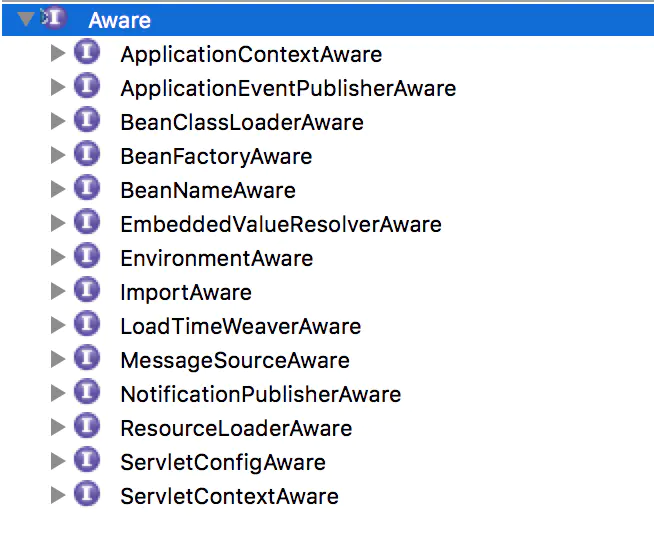 Aware
ApplicationContextAware
ApplicationEventPublisherAware
BeanClassLoaderAware
BeanFactoryAware
BeanNameAware
EmbeddedValueResolverAware
EnvironmentAware
ImportAware
LoadTimeWeaverAware
MessageSourceAware
NotificationPublisherAware
ResourceLoaderAware
ServletConfigAware
ServletContextAware